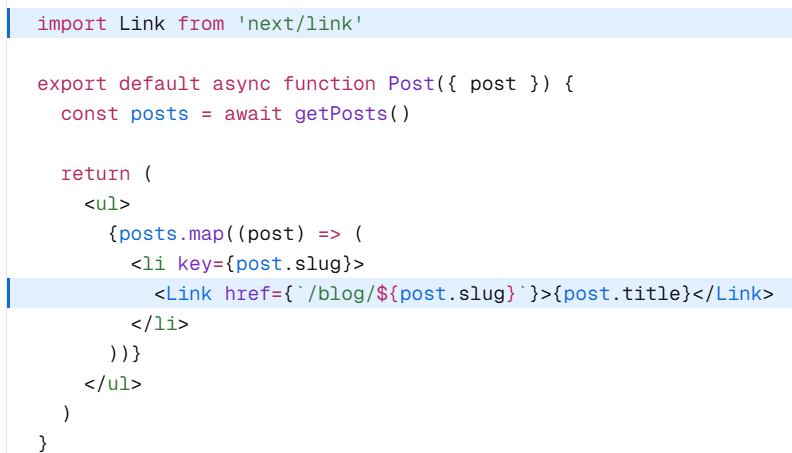 import Link from 'next/link'

export default async function Post({ post }) {
  const posts = await getPosts()

  return (
    <ul>
      {posts.map((post) => (
        <li key={post.slug}>
          <Link href={`/blog/${post.slug}`}>{post.title}</Link>
        </li>
      ))}
    </ul>
  )
}